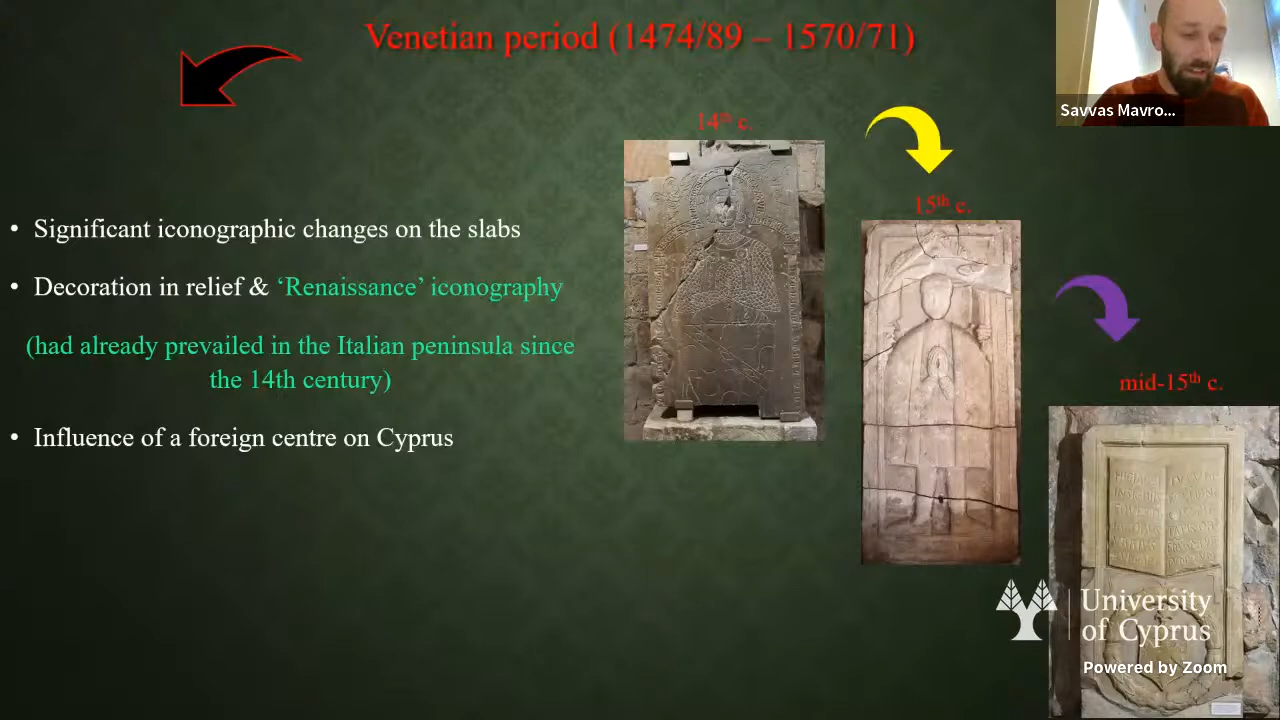 Venetian period (1474/89 – 1570/71)
Savvas Mavro...
14th c.
15th c.
• Significant iconographic changes on the slabs
• Decoration in relief & ‘Renaissance’ iconography
(had already prevailed in the Italian peninsula since
the 14th century)
mid-15th c.
• Influence of a foreign centre on Cyprus
University
of Cyprus
Powered by Zoom